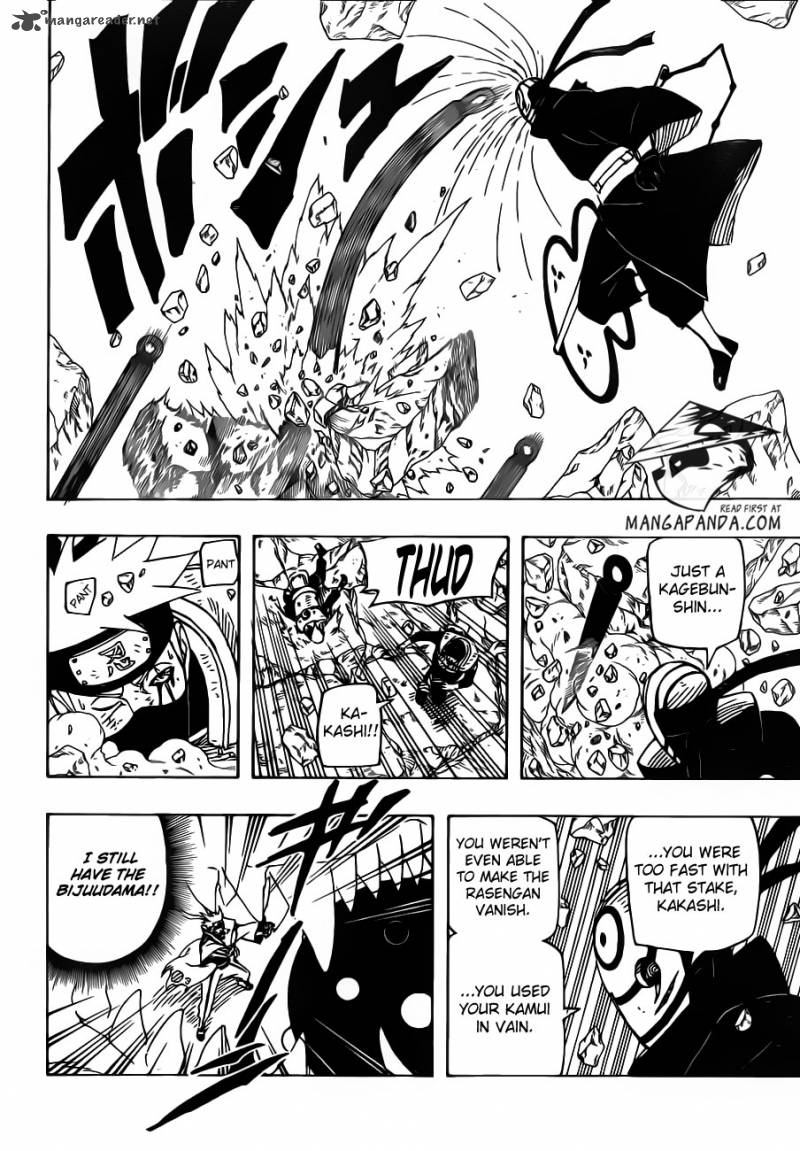 mangareader.net
ボシュ
READ FIRST AT
MANGAPANDA.COM
JUST A
KAGEBUN-
SHIN...
THUD
KA-
KASHI!!
PANT
PANT
忍
...YOU WERE
TOO FAST WITH
THAT STAKE,
KAKASHI.
YOU WEREN'T
EVEN ABLE
TO MAKE THE
RASENGAN
VANISH.
...YOU USED
YOUR KAMUI
IN VAIN.
I STILL
HAVE THE
BIJUUDAMA!!